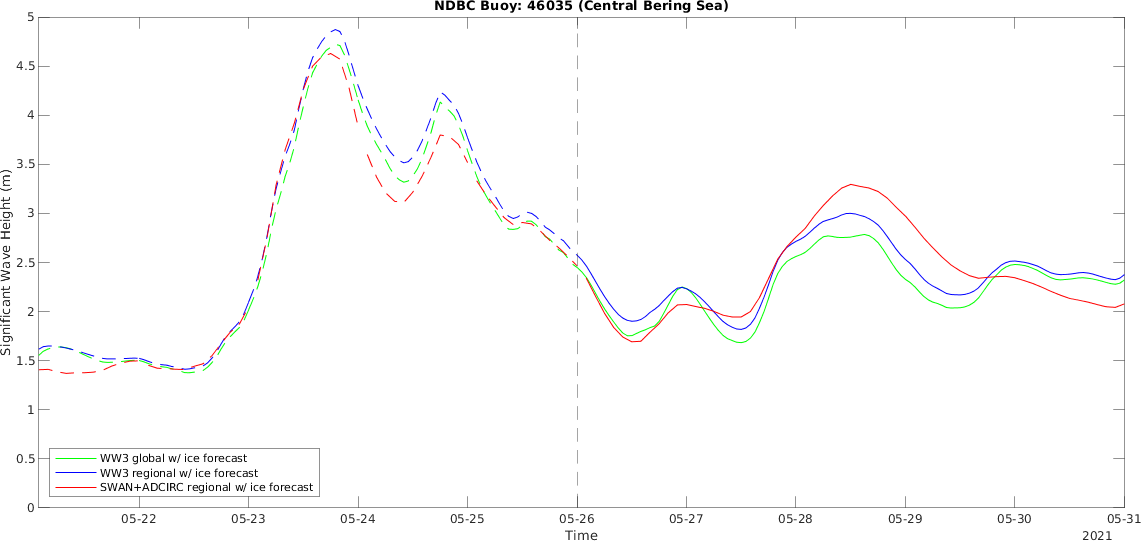 NDBC Buoy: 46035 (Central Bering Sea)
5
4.5
4
3.5
3
2.5
2
1.5
1
0.5
0
Significant Wave Height (m)
WW3 global w/ ice forecast
WW3 regional w/ ice forecast
SWAN+ADCIRC regional w/ ice forecast
05-22 05-23 05-24 05-25 05-26 05-27 05-28 05-29 05-30 05-31
Time
2021